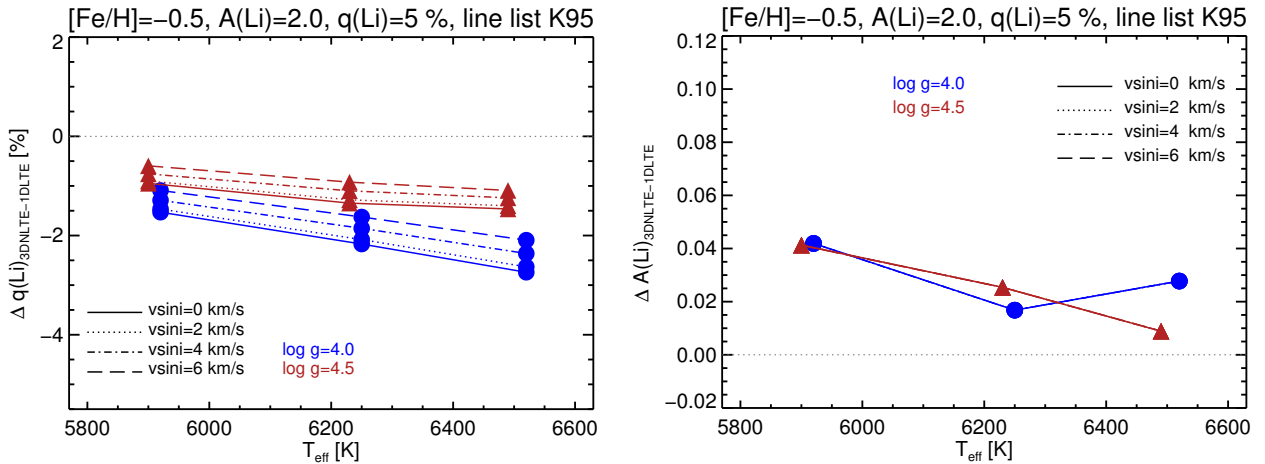 [Fe/H]=−0.5, A(Li)=2.0, q(Li)=5 %, line list K95
2
0
−2
−4
Δ q(Li)3DNLTE−1DLTE [%]
vsini=0 km/s
vsini=2 km/s
vsini=4 km/s
vsini=6 km/s
log g=4.0
log g=4.5
5800 6000 6200 6400 6600
Teff [K]
[Fe/H]=−0.5, A(Li)=2.0, q(Li)=5 %, line list K95
0.12
0.10
0.08
0.06
0.04
0.02
0.00
−0.02
Δ A(Li)3DNLTE−1DLTE
log g=4.0
log g=4.5
vsini=0 km/s
vsini=2 km/s
vsini=4 km/s
vsini=6 km/s
5800 6000 6200 6400 6600
Teff [K]